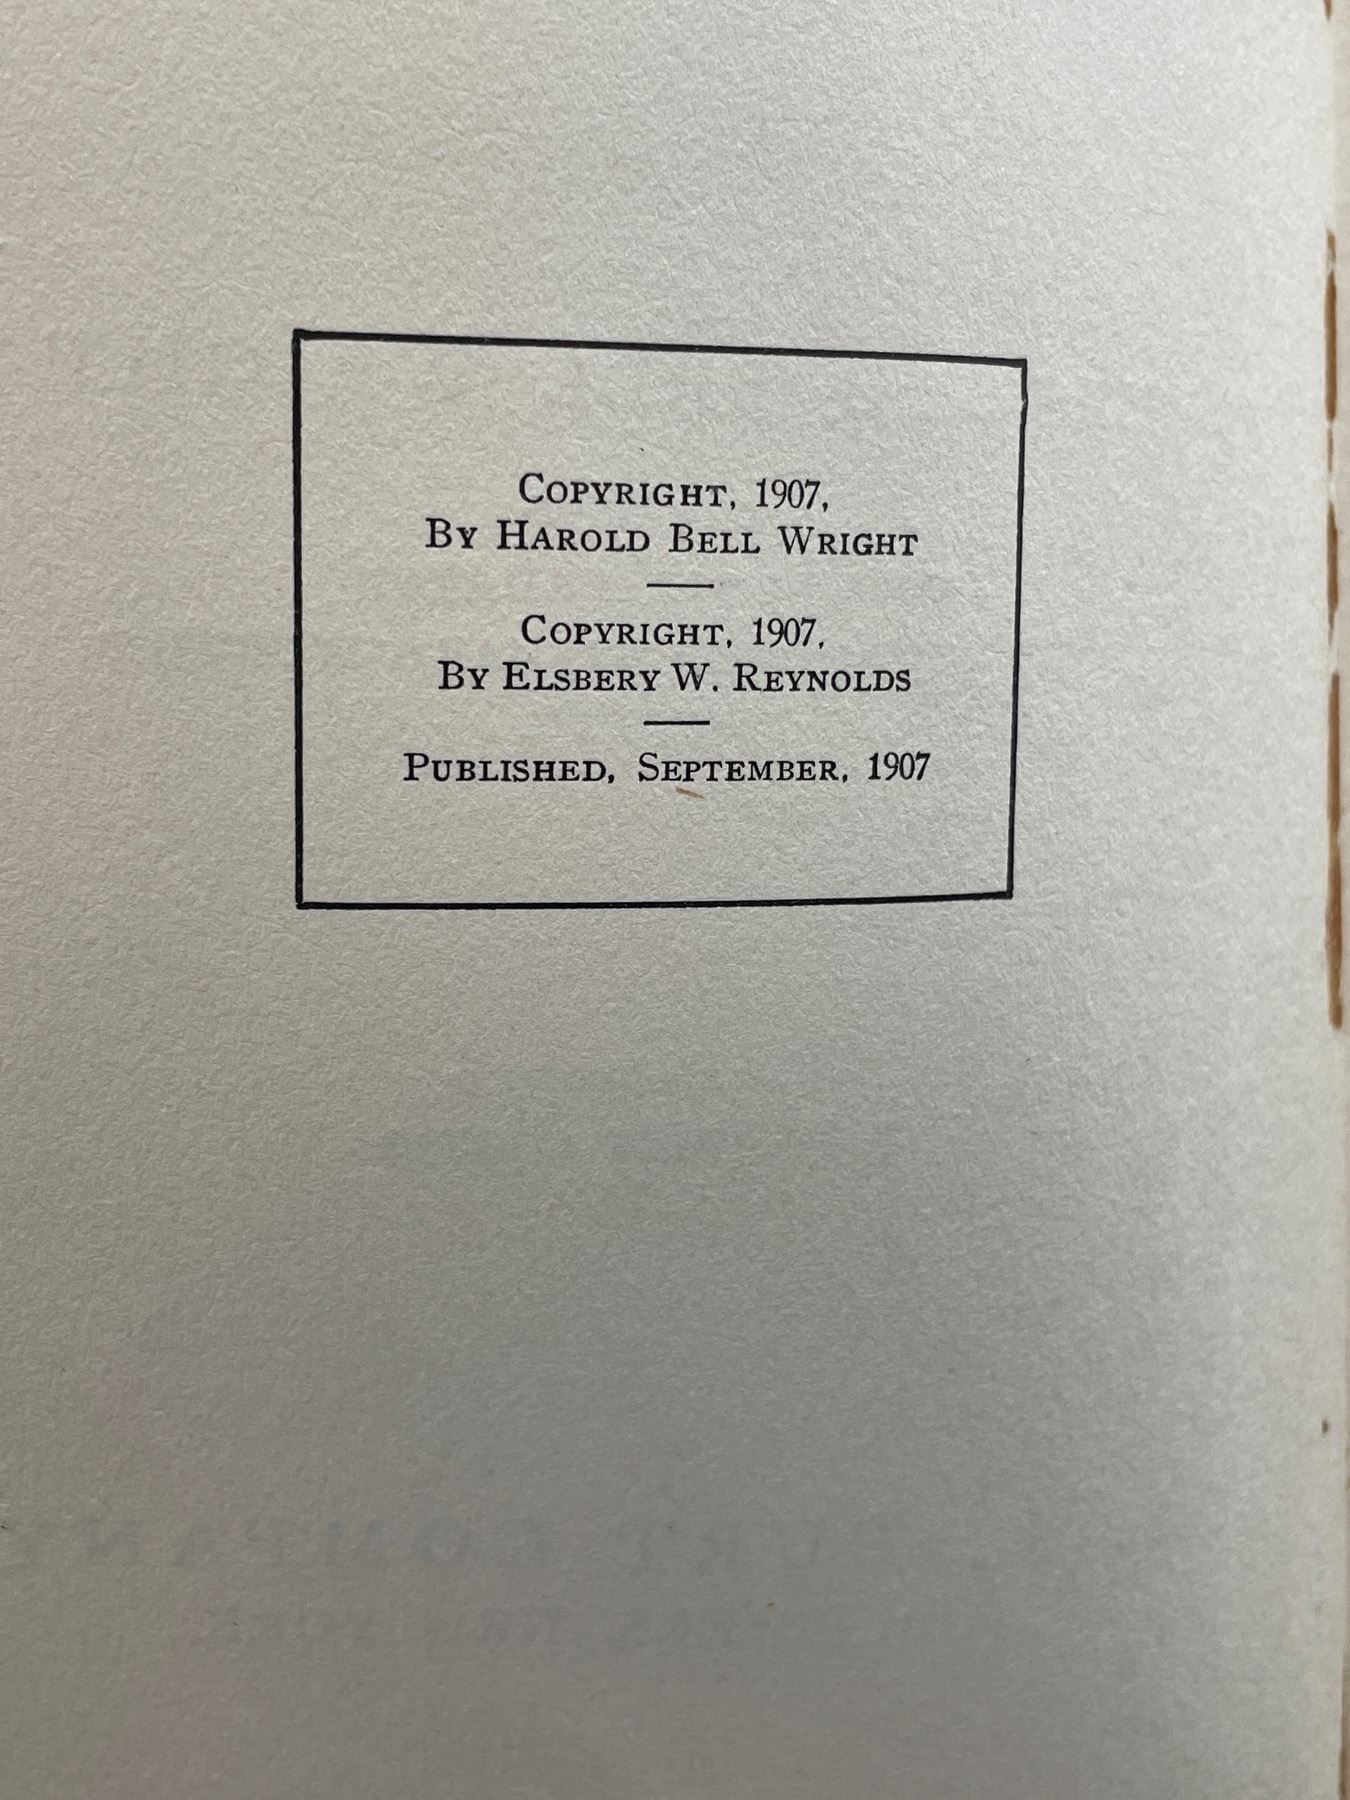 Copyright, 1907,
By Harold Bell Wright
Copyright, 1907,
By Elsbery W. Reynolds
Published, September, 1907